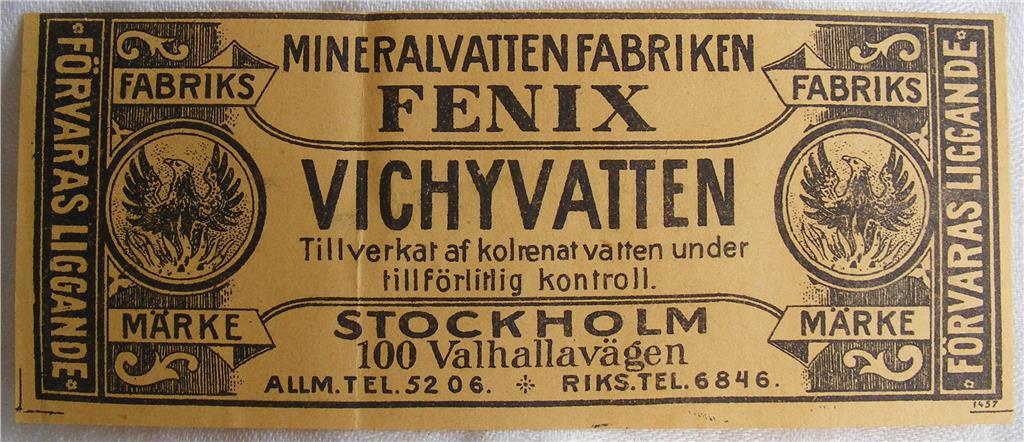 FÖRVARAS LIGGANDE
FABRIKS
MÄRKE
MINERALVATTENFABRIKEN
FENIX
VICHYVATTEN
Tillverkat af kolrenat vatten under
tillförlitlig kontroll.
STOCKHOLM
100 Valhallavägen
ALLM.TEL.5206. RIKS.TEL.6846.
FABRIKS
MÄRKE
FÖRVARAS LIGGANDE
1457